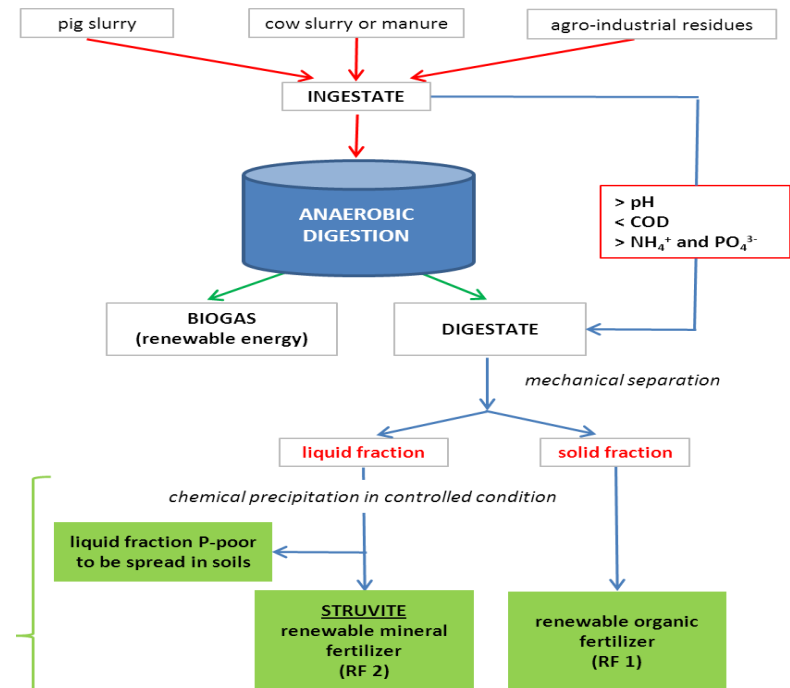 pig slurry
cow slurry or manure
agro-industrial residues
INGESTATE
ANAEROBIC
DIGESTION
> pH
< COD
> NH₄⁺ and PO₄³⁻
BIOGAS
(renewable energy)
DIGESTATE
mechanical separation
liquid fraction
solid fraction
chemical precipitation in controlled condition
liquid fraction P-poor
to be spread in soils
STRUVITE
renewable mineral
fertilizer
(RF 2)
renewable organic
fertilizer
(RF 1)